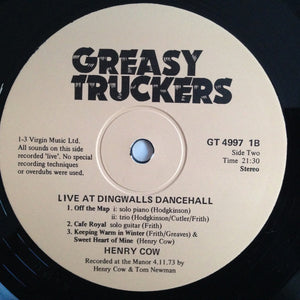 GREASY
TRUCKERS
1-3 Virgin Music Ltd.
All sounds on this side
recorded 'live'. No special
recording techniques
or overdubs were used.
GT 4997 1B
Side Two
Time 21:30
Stereo
LIVE AT DINGWALLS DANCEHALL
1. Off the Map i: solo piano (Hodgkinson)
ii: trio (Hodgkinson/Cutler/Frith)
2. Cafe Royal solo guitar (Frith)
3. Keeping Warm in Winter (Frith/Greaves) &
Sweet Heart of Mine (Henry Cow)
HENRY COW
Recorded at the Manor 4.11.73 by
Henry Cow & Tom Newman